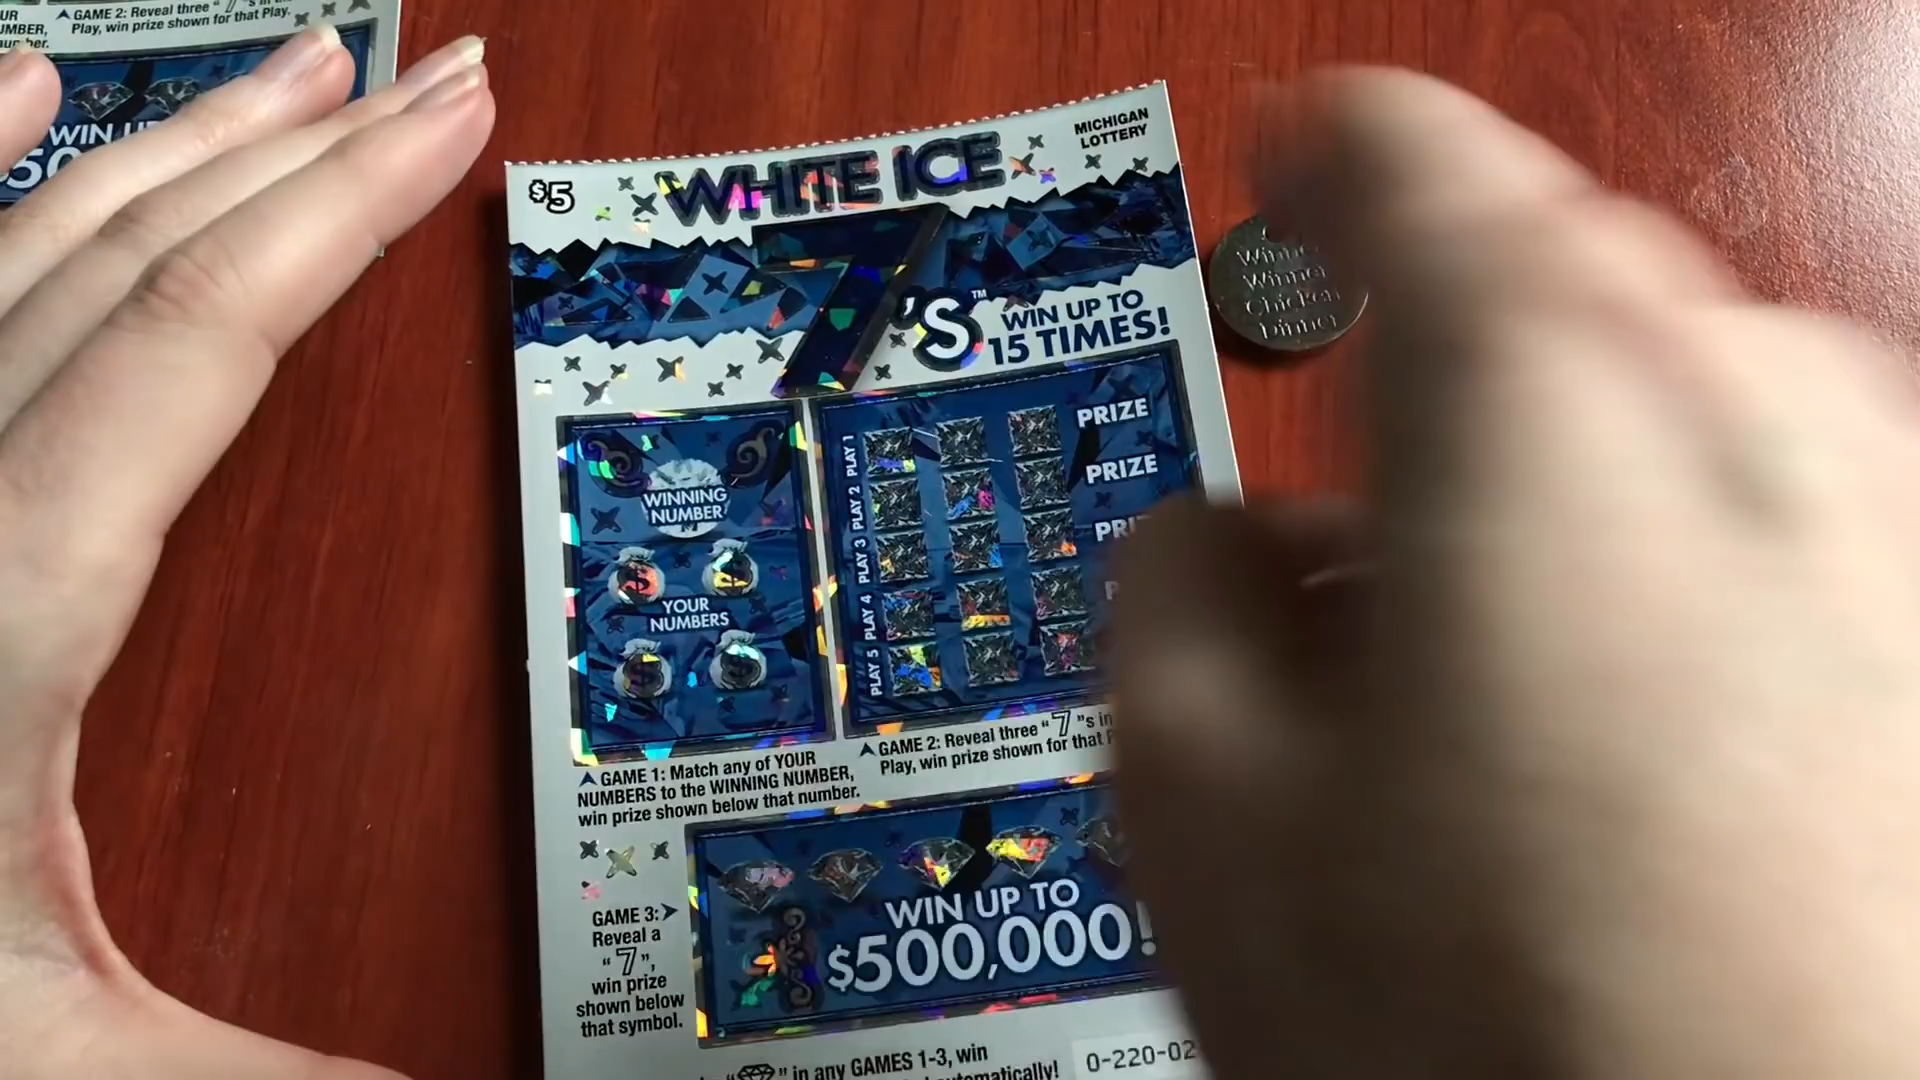 GAME 2: Reveal three "7"s in
Play, win prize shown for that Play.
WIN
MICHIGAN
LOTTERY
$5
WHITE ICE
7'S™
WIN UP TO
15 TIMES!
Winner
Chicken
Dinner
WINNING
NUMBER
YOUR
NUMBERS
PLAY 1
PLAY 2
PLAY 3
PLAY 4
PLAY 5
PRIZE
PRIZE
GAME 1: Match any of YOUR
NUMBERS to the WINNING NUMBER,
win prize shown below that number.
GAME 2: Reveal three "7"s in
Play, win prize shown for that
GAME 3:
Reveal a
"7",
win prize
shown below
that symbol.
WIN UP TO
$500,000!
" in any GAMES 1-3, win
automatically!
0-220-02